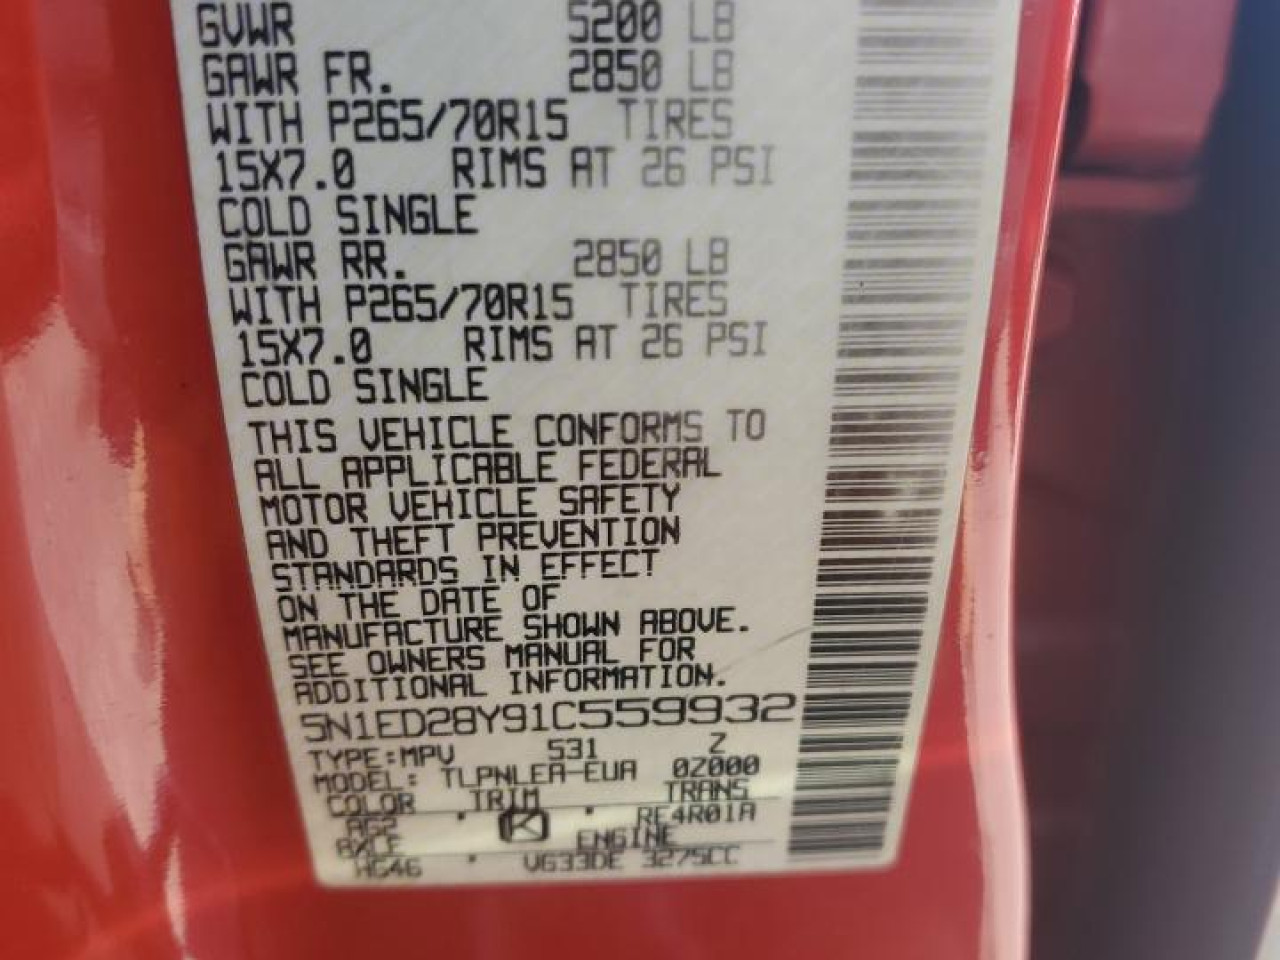 GVWR 5200 LB
GAWR FR. 2850 LB
WITH P265/70R15 TIRES
15X7.0 RIMS AT 26 PSI
COLD SINGLE
GAWR RR. 2850 LB
WITH P265/70R15 TIRES
15X7.0 RIMS AT 26 PSI
COLD SINGLE
THIS VEHICLE CONFORMS TO
ALL APPLICABLE FEDERAL
MOTOR VEHICLE SAFETY
AND THEFT PREVENTION
STANDARDS IN EFFECT
ON THE DATE OF
MANUFACTURE SHOWN ABOVE.
SEE OWNERS MANUAL FOR
ADDITIONAL INFORMATION.
5N1ED28Y91C559932
TYPE:MPV 531 Z
MODEL: TLPNLEA-EUA 0Z000
COLOR TRIM TRANS
K RE4R01A
AXLE ENGINE
HG46 VG33DE 3275CC